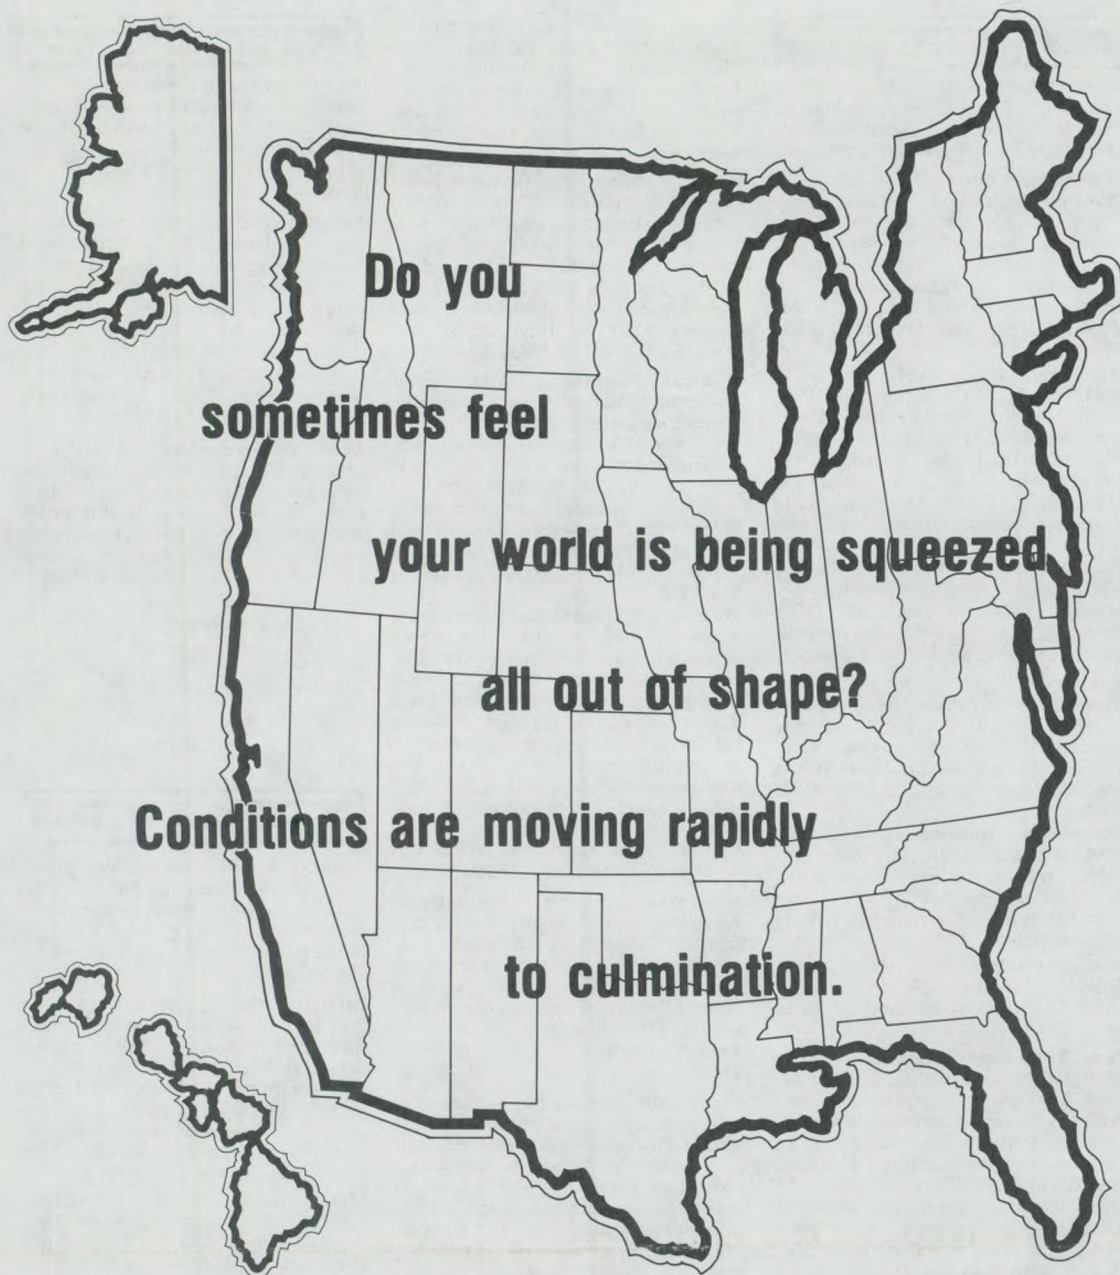 Do you
sometimes feel
your world is being squeezed
all out of shape?
Conditions are moving rapidly
to culmination.